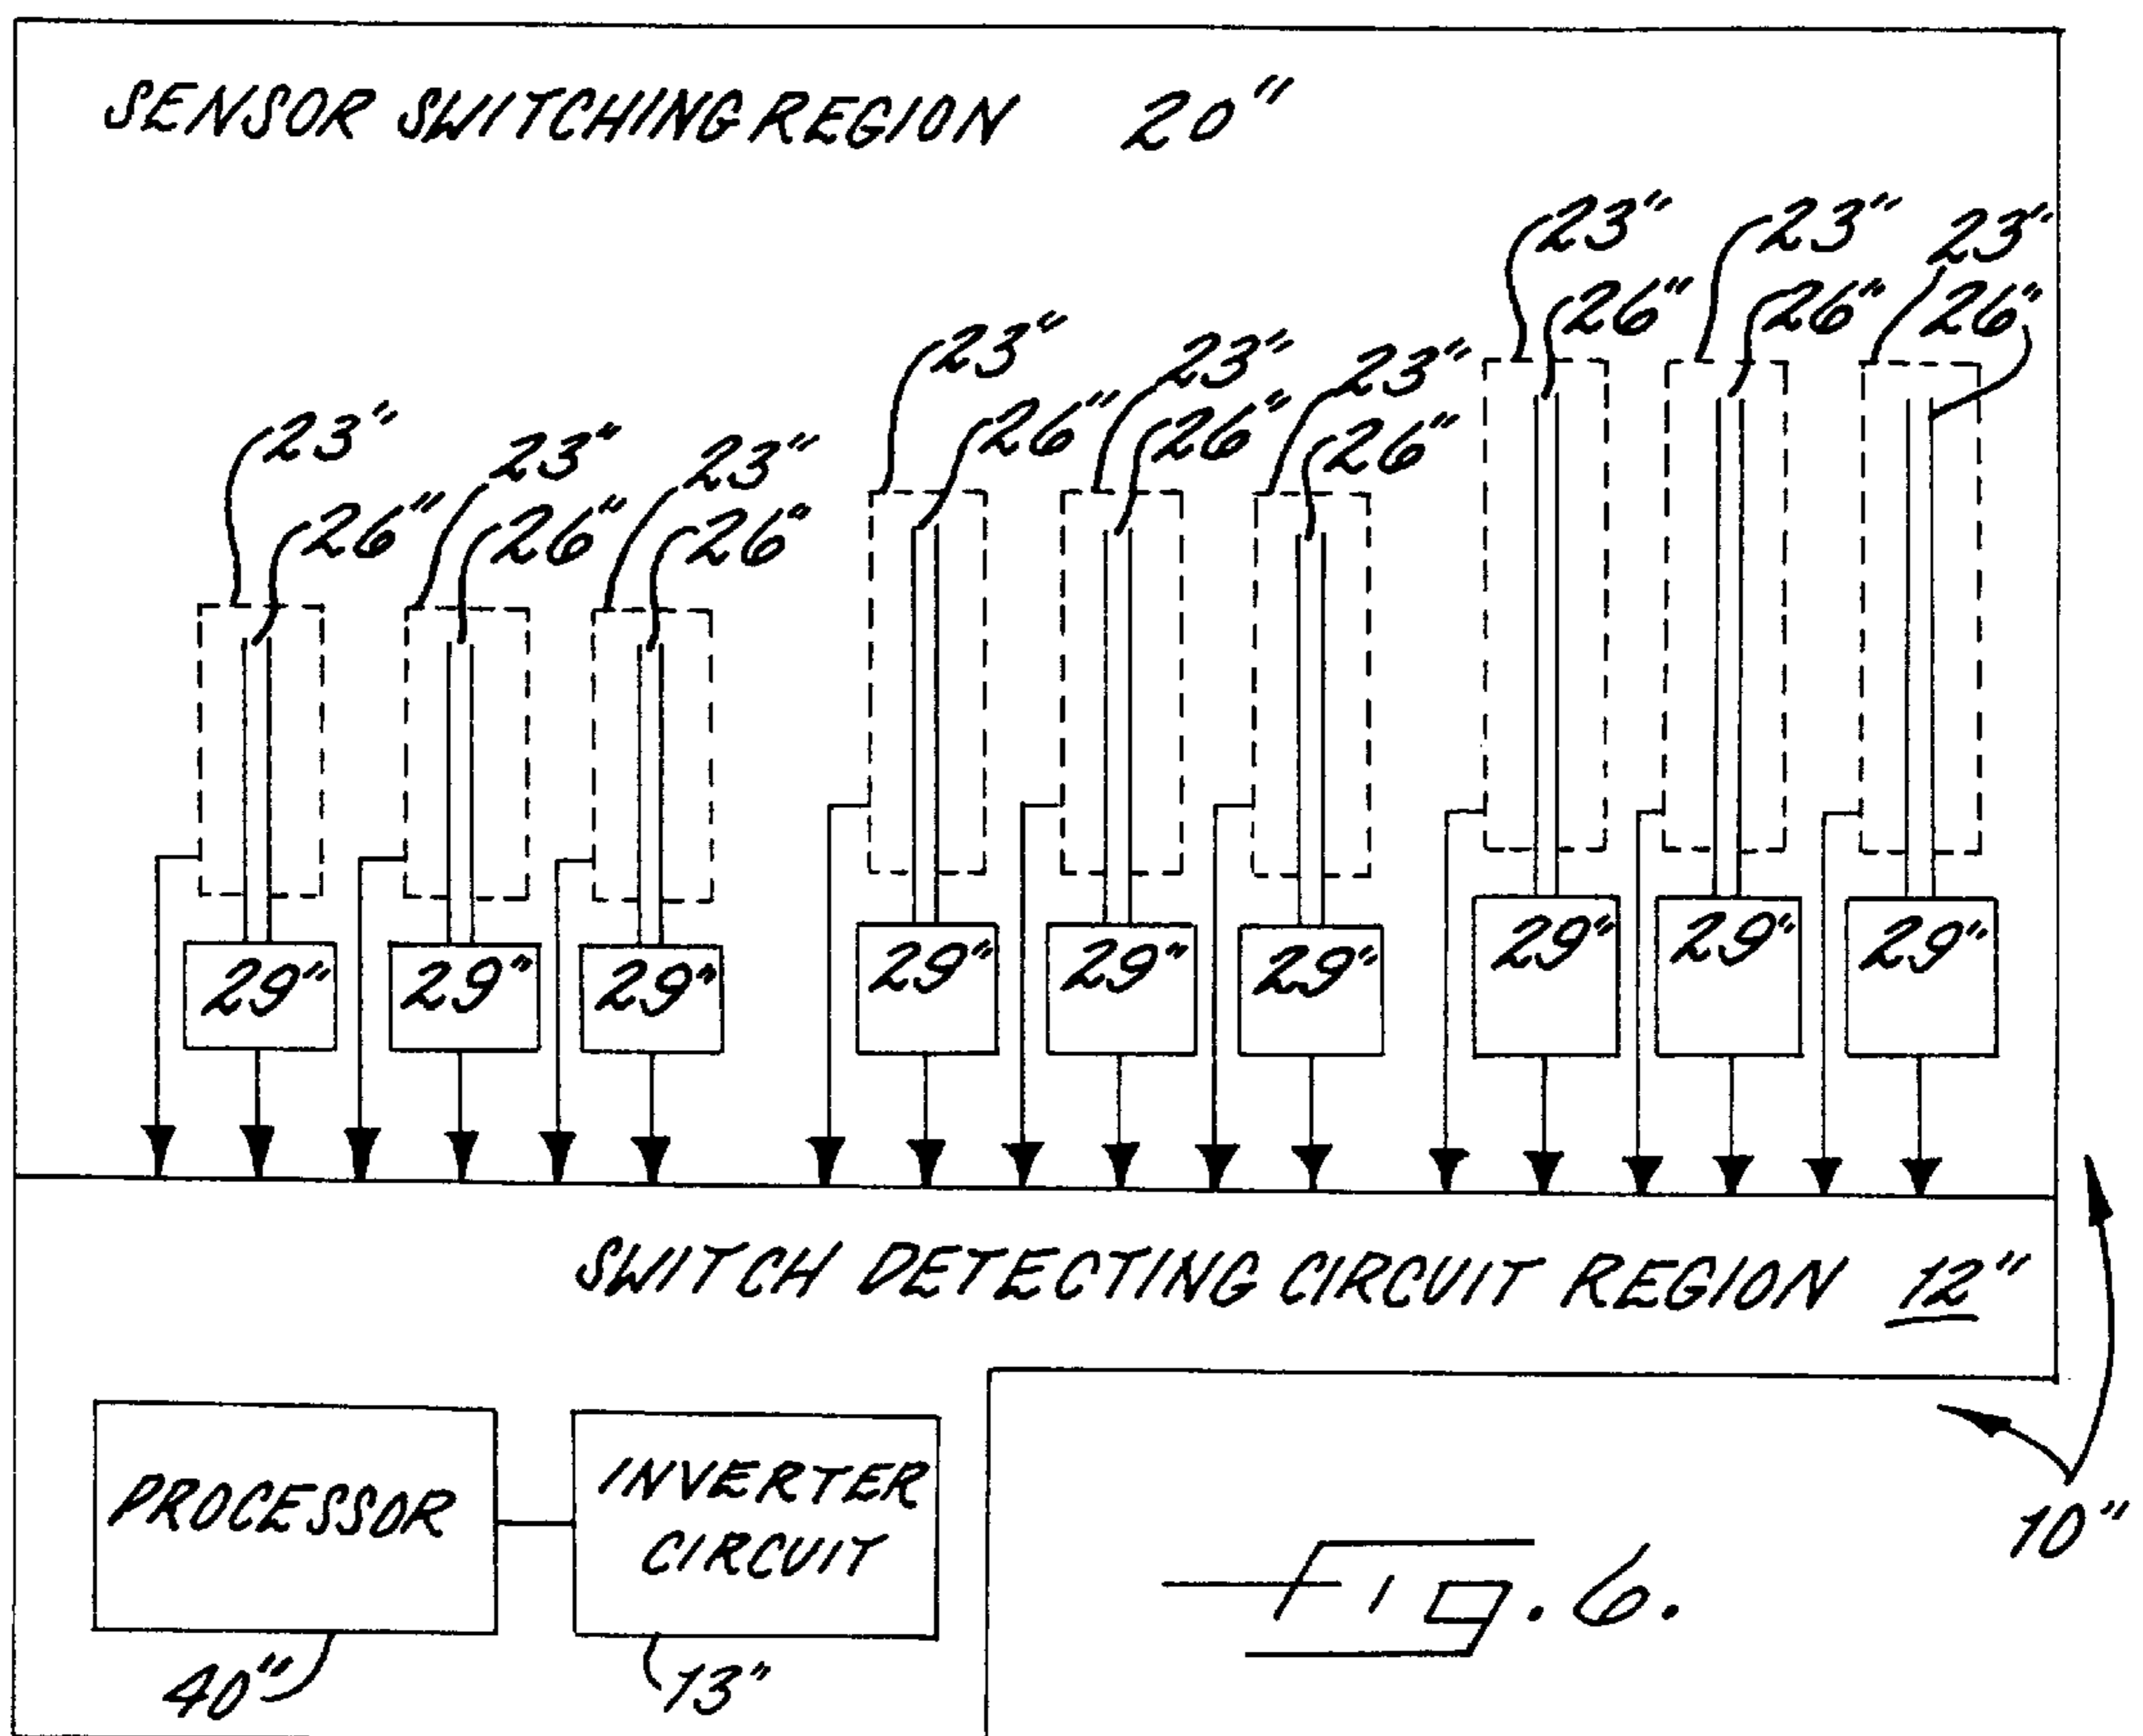 SENSOR SWITCHING REGION 20"
23" 23" 23"
26" 26" 26"
23" 23" 23"
26" 26" 26"
23" 23" 23"
26" 26" 26"
29" 29" 29" 29" 29" 29" 29" 29" 29"
SWITCH DETECTING CIRCUIT REGION 12"
PROCESSOR
INVERTER
CIRCUIT
40"
13"
10"
Fig. 6.